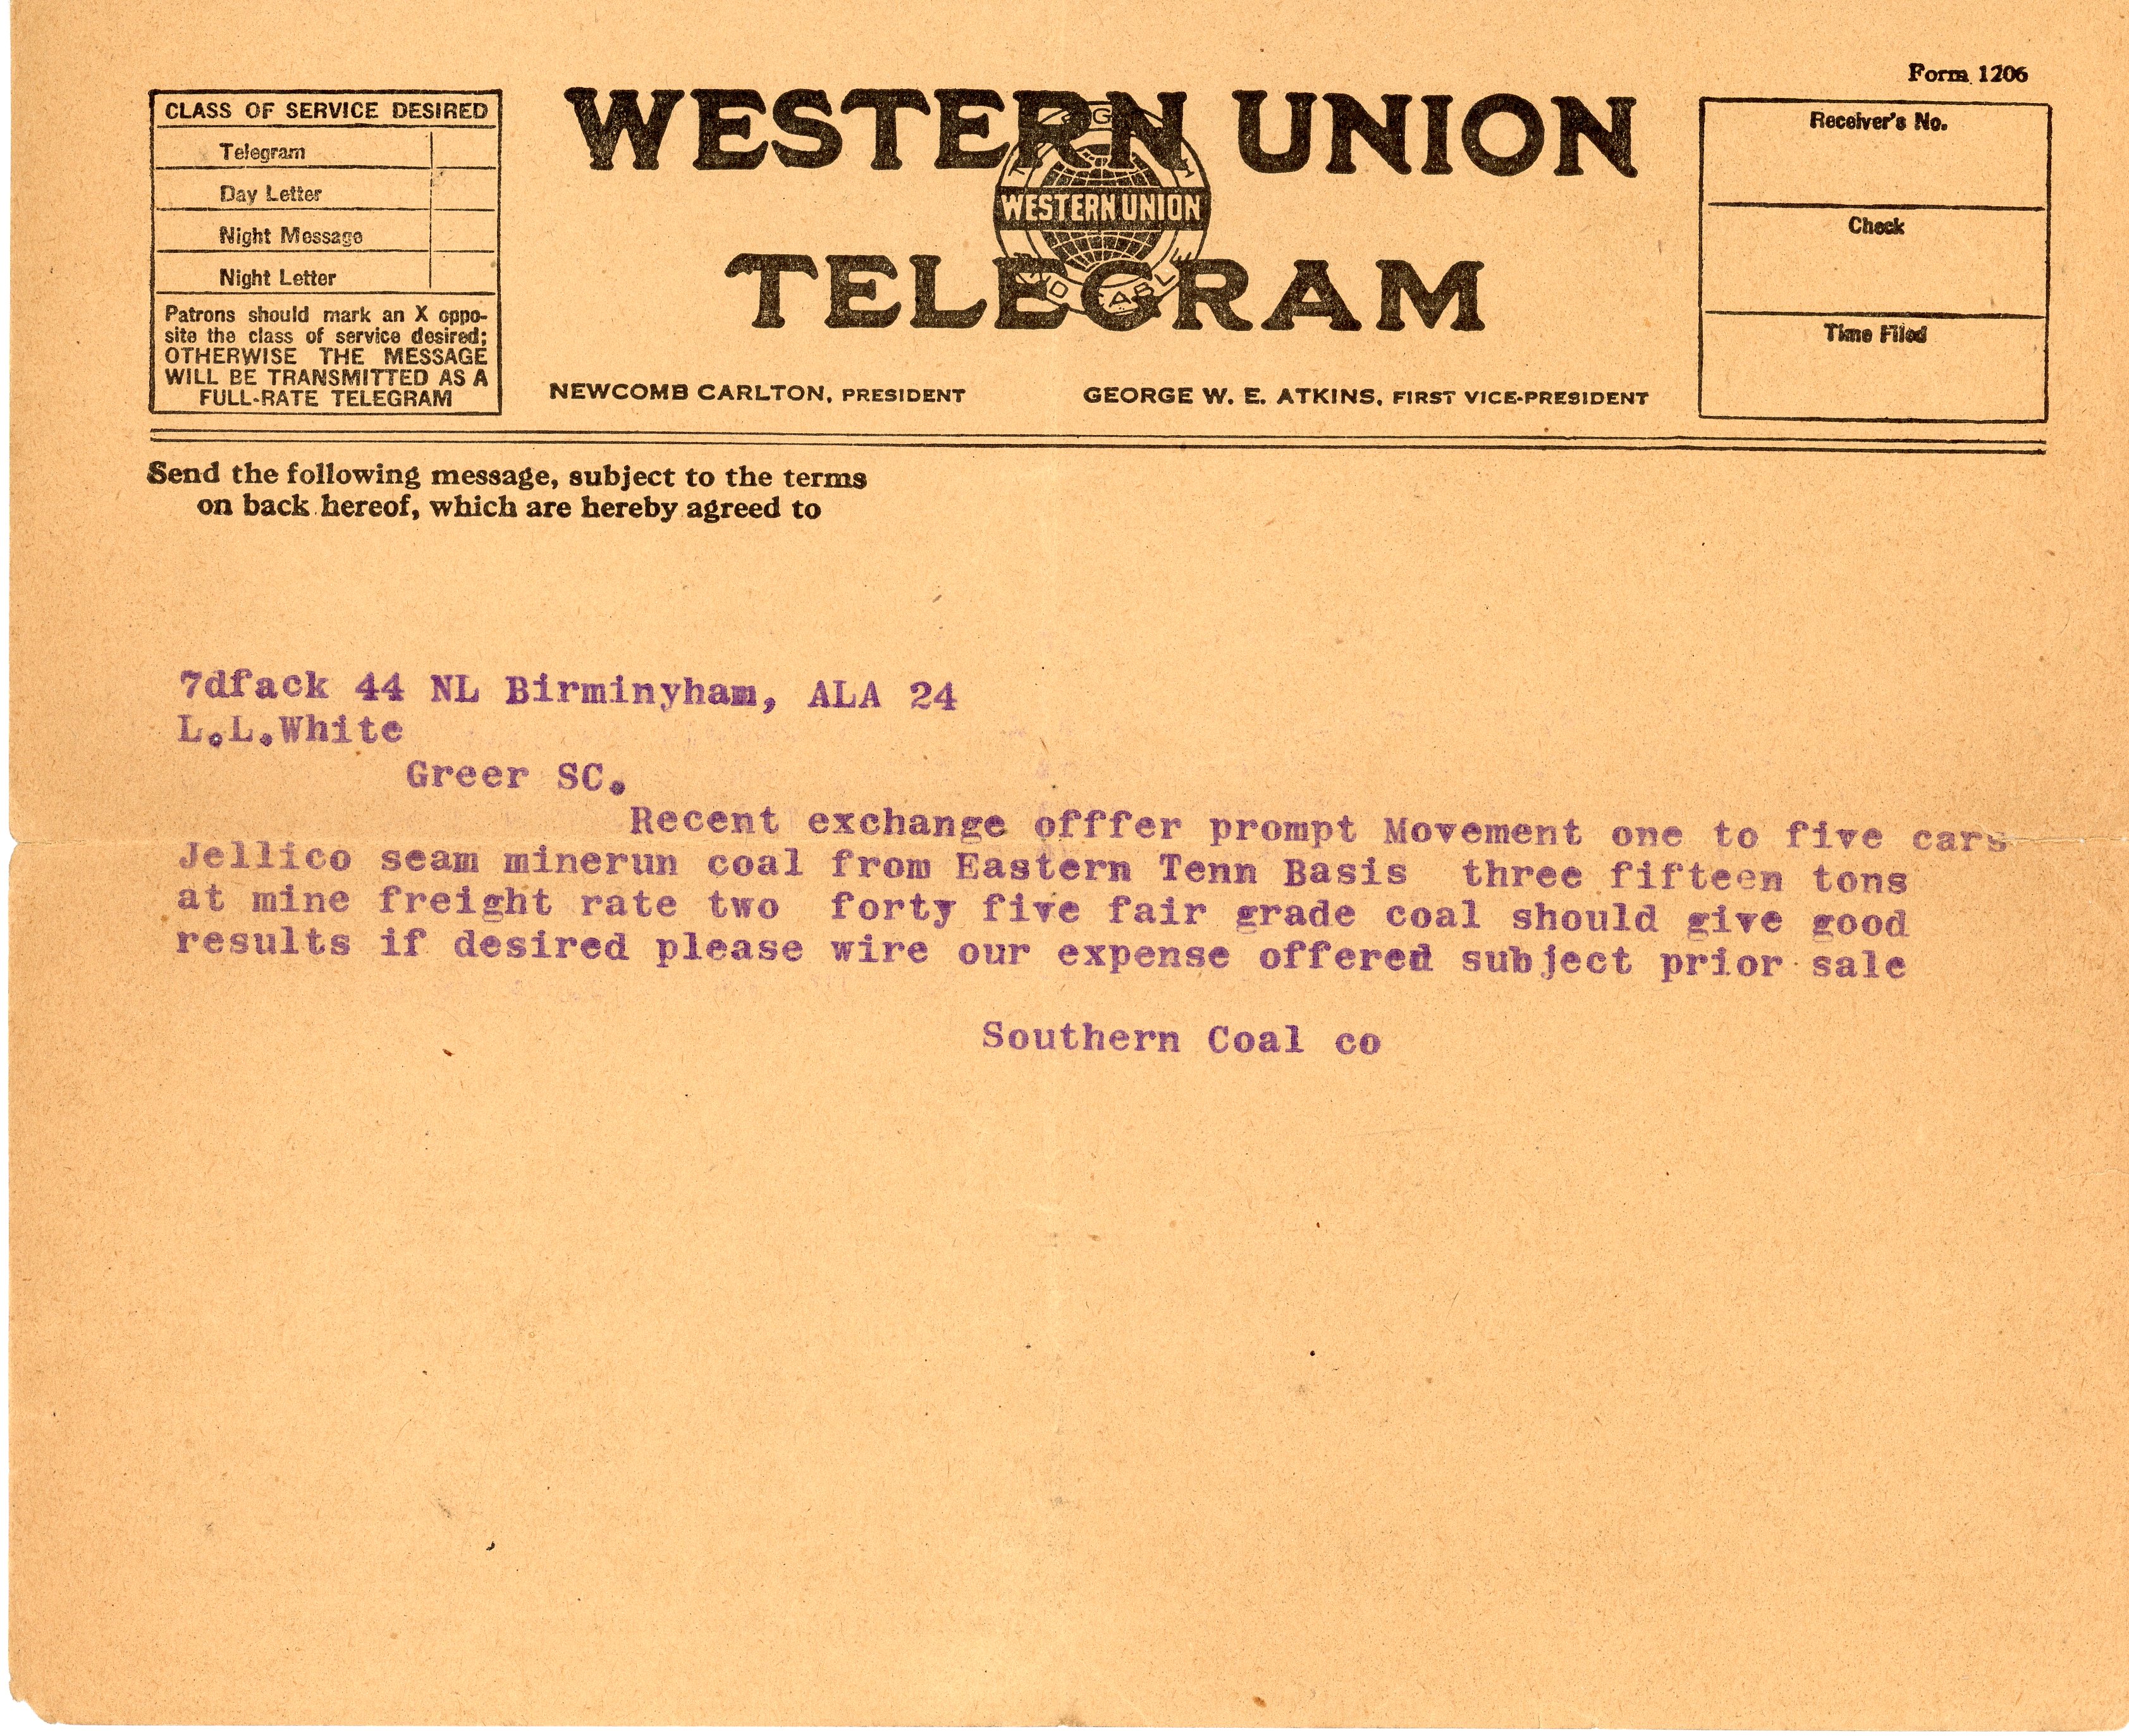 Form 1206
CLASS OF SERVICE DESIRED
Telegram
Day Letter
Night Message
Night Letter
Patrons should mark an X oppo-
site the class of service desired;
OTHERWISE THE MESSAGE
WILL BE TRANSMITTED AS A
FULL-RATE TELEGRAM
WESTERN UNION
WESTERN UNION
TELEGRAM
NEWCOMB CARLTON, PRESIDENT
GEORGE W. E. ATKINS, FIRST VICE-PRESIDENT
Receiver's No.
Check
Time Filed
Send the following message, subject to the terms
on back hereof, which are hereby agreed to
7dfack 44 NL Birminyham, ALA 24
L.L.White
Greer SC.
Recent exchange offfer prompt Movement one to five cars
Jellico seam minerun coal from Eastern Tenn Basis three fifteen tons
at mine freight rate two forty five fair grade coal should give good
results if desired please wire our expense offered subject prior sale
Southern Coal co